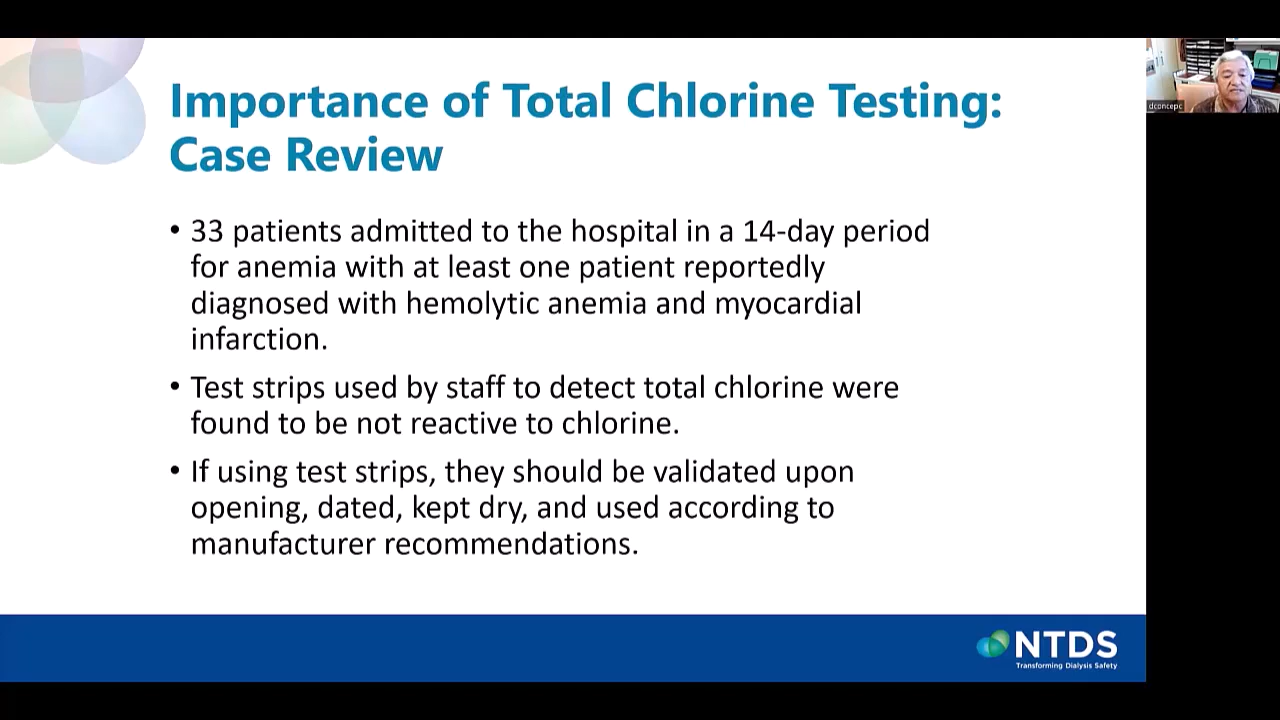 Importance of Total Chlorine Testing:
Case Review
• 33 patients admitted to the hospital in a 14-day period
for anemia with at least one patient reportedly
diagnosed with hemolytic anemia and myocardial
infarction.
• Test strips used by staff to detect total chlorine were
found to be not reactive to chlorine.
• If using test strips, they should be validated upon
opening, dated, kept dry, and used according to
manufacturer recommendations.
NTDS
Transforming Dialysis Safety
dconcepc